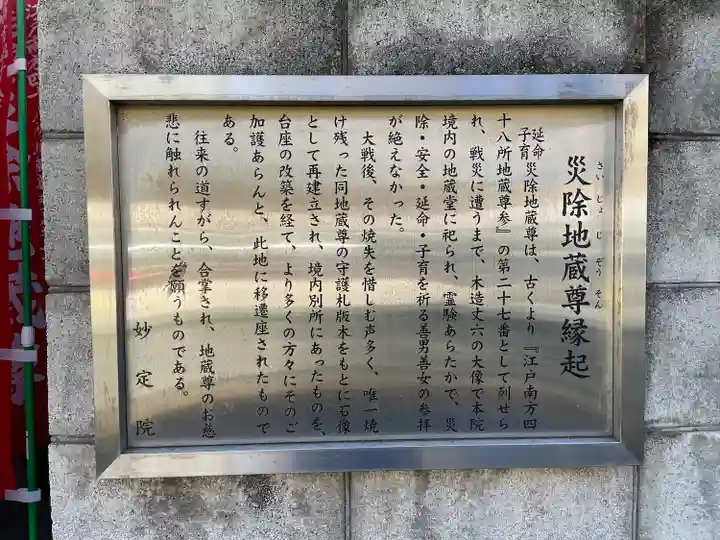 災除地蔵尊縁起
さいじょじぞうそん
延命
子育
災除地蔵尊は、古くより『江戸南方四
十八所地蔵尊参』の第二十七番として列せら
れ、戦災に遭うまで、木造丈六の大像で本院
境内の地蔵堂に祀られ、霊験あらたかで、災
除・安全・延命・子育を祈る善男善女の参拝
が絶えなかった。
大戦後、その焼失を惜しむ声多く、唯一焼
け残った同地蔵尊の守護札版木をもとに石像
として再建立され、境内別所にあったものを、
台座の改築を経て、より多くの方々にそのご
加護あらんと、此地に移遷座されたもので
ある。
往来の道すがら、合掌され、地蔵尊のお慈
悲に触れられんことを願うものである。
妙定院